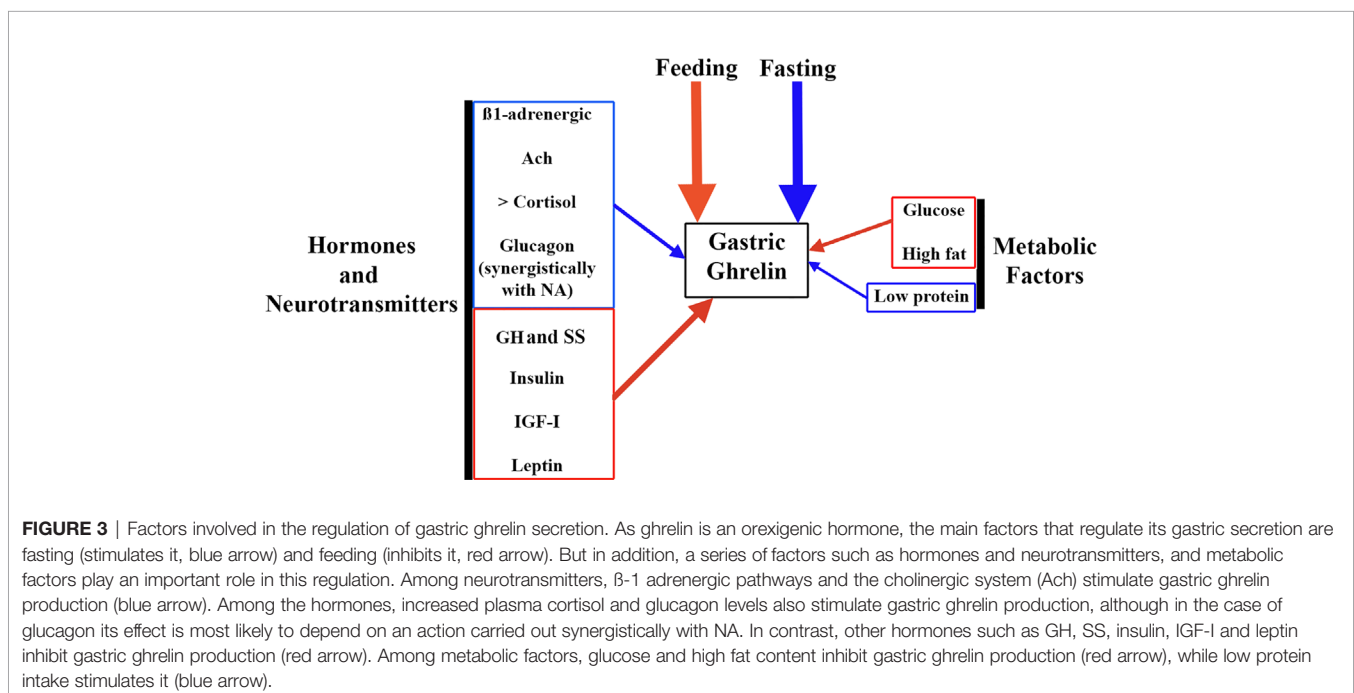 Feeding Fasting
ß1-adrenergic
Ach
> Cortisol
Glucagon
(synergistically
with NA)
GH and SS
Insulin
IGF-I
Leptin
Hormones
and
Neurotransmitters
Gastric
Ghrelin
Glucose
High fat
Low protein
Metabolic
Factors
FIGURE 3 | Factors involved in the regulation of gastric ghrelin secretion. As ghrelin is an orexigenic hormone, the main factors that regulate its gastric secretion are
fasting (stimulates it, blue arrow) and feeding (inhibits it, red arrow). But in addition, a series of factors such as hormones and neurotransmitters, and metabolic
factors play an important role in this regulation. Among neurotransmitters, ß-1 adrenergic pathways and the cholinergic system (Ach) stimulate gastric ghrelin
production (blue arrow). Among the hormones, increased plasma cortisol and glucagon levels also stimulate gastric ghrelin production, although in the case of
glucagon its effect is most likely to depend on an action carried out synergistically with NA. In contrast, other hormones such as GH, SS, insulin, IGF-I and leptin
inhibit gastric ghrelin production (red arrow). Among metabolic factors, glucose and high fat content inhibit gastric ghrelin production (red arrow), while low protein
intake stimulates it (blue arrow).